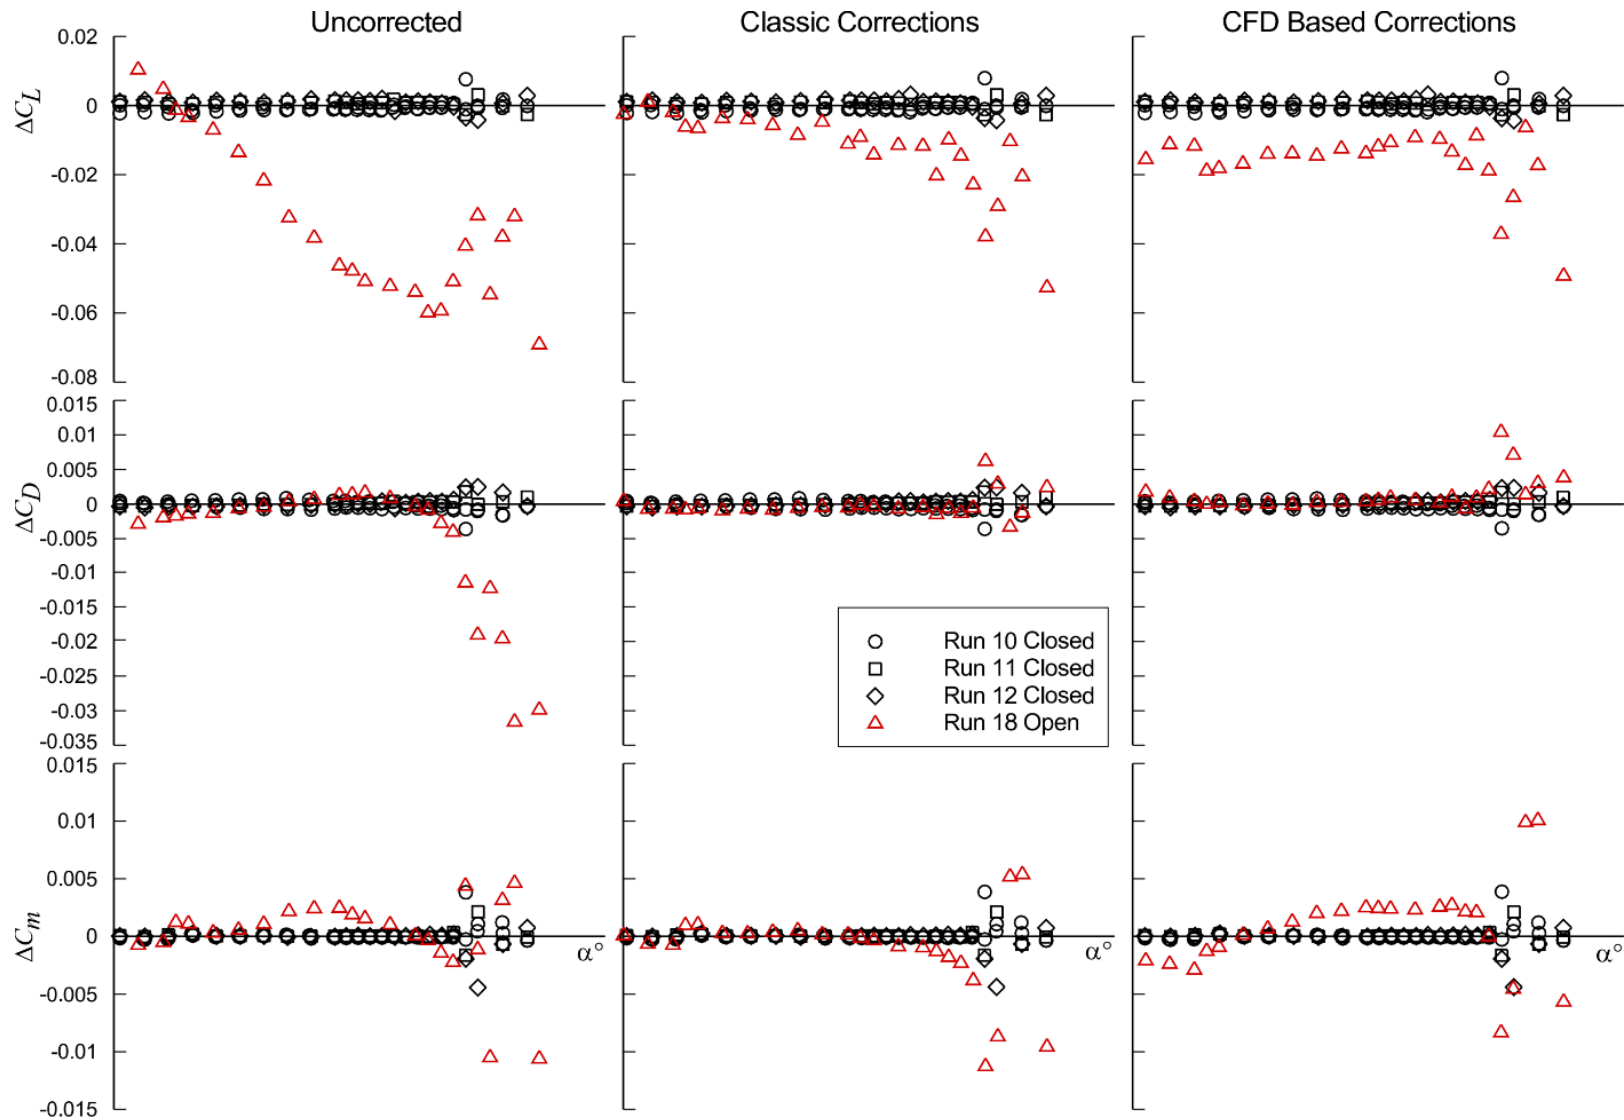 Uncorrected Classic Corrections CFD Based Corrections
0.02
0
-0.02
-0.04
-0.06
-0.08
ΔC_L
0.015
0.01
0.005
0
-0.005
-0.01
-0.015
-0.02
-0.025
-0.03
-0.035
ΔC_D
Run 10 Closed
Run 11 Closed
Run 12 Closed
Run 18 Open
0.015
0.01
0.005
0
-0.005
-0.01
-0.015
ΔC_m
α° α° α°